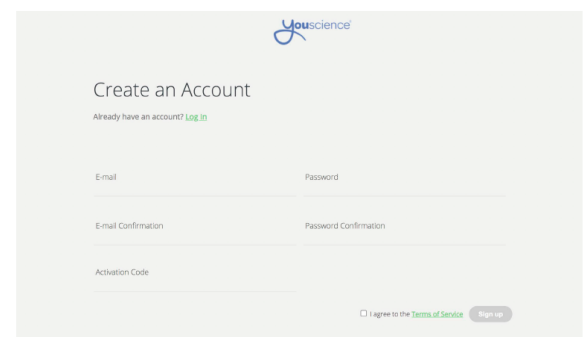 youscience
Create an Account
Already have an account? Log In
E-mail
Password
E-mail Confirmation
Password Confirmation
Activation Code
I agree to the Terms of Service
Sign up